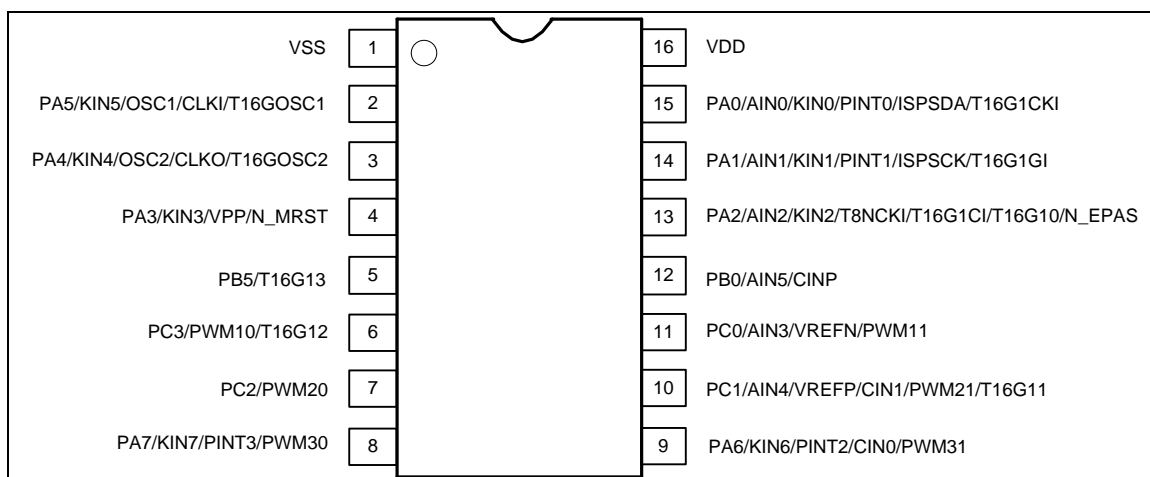 VSS 1 16 VDD
PA5/KIN5/OSC1/CLKI/T16GOSC1 2 15 PA0/AIN0/KIN0/PINT0/ISPSDA/T16G1CKI
PA4/KIN4/OSC2/CLKO/T16GOSC2 3 14 PA1/AIN1/KIN1/PINT1/ISPSCK/T16G1GI
PA3/KIN3/VPP/N_MRST 4 13 PA2/AIN2/KIN2/T8NCKI/T16G1CI/T16G10/N_EPAS
PB5/T16G13 5 12 PB0/AIN5/CINP
PC3/PWM10/T16G12 6 11 PC0/AIN3/VREFN/PWM11
PC2/PWM20 7 10 PC1/AIN4/VREFP/CIN1/PWM21/T16G11
PA7/KIN7/PINT3/PWM30 8 9 PA6/KIN6/PINT2/CIN0/PWM31